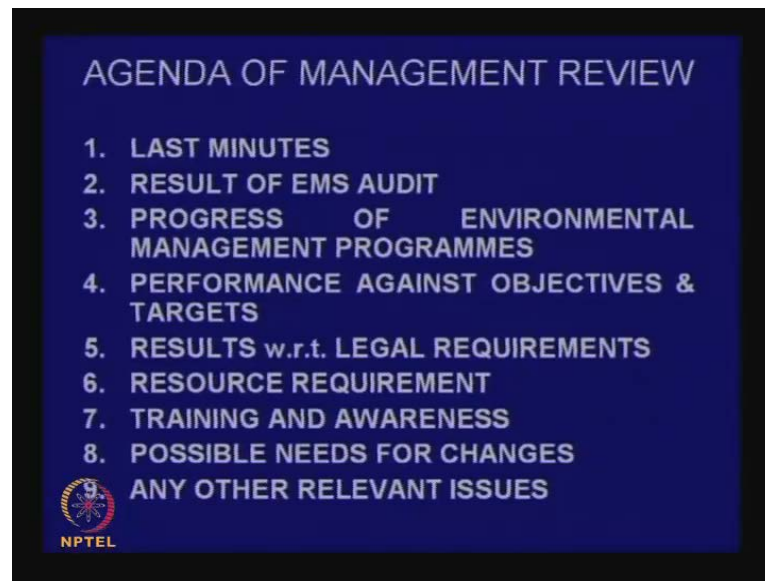 AGENDA OF MANAGEMENT REVIEW
1. LAST MINUTES
2. RESULT OF EMS AUDIT
3. PROGRESS OF ENVIRONMENTAL
MANAGEMENT PROGRAMMES
4. PERFORMANCE AGAINST OBJECTIVES &
TARGETS
5. RESULTS w.r.t. LEGAL REQUIREMENTS
6. RESOURCE REQUIREMENT
7. TRAINING AND AWARENESS
8. POSSIBLE NEEDS FOR CHANGES
9. ANY OTHER RELEVANT ISSUES
NPTEL